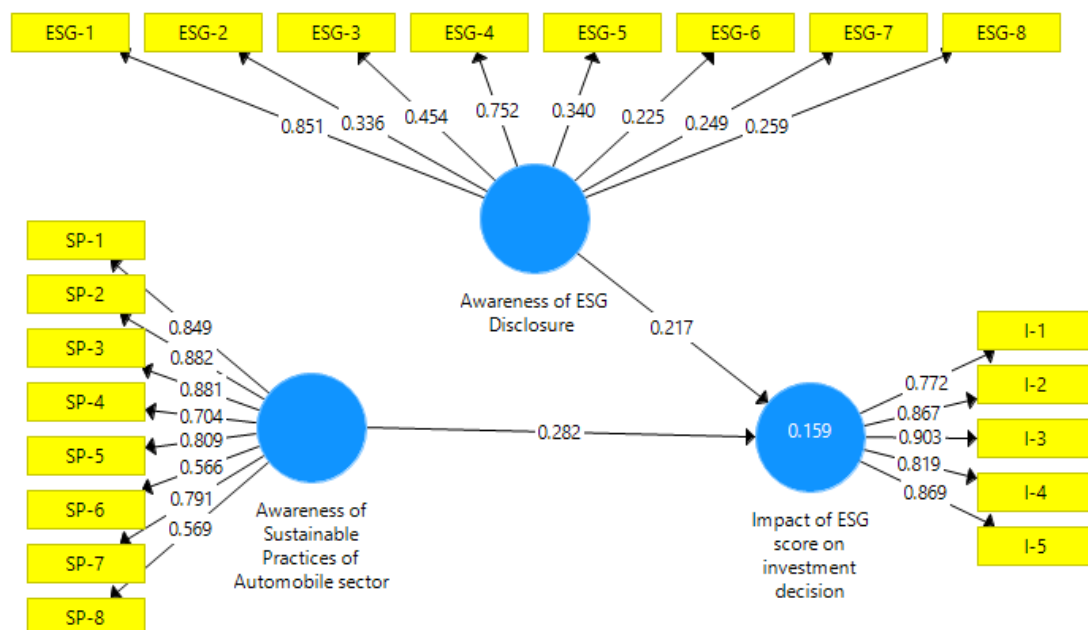 ESG-1 ESG-2 ESG-3 ESG-4 ESG-5 ESG-6 ESG-7 ESG-8
0.851 0.336 0.454 0.752 0.340 0.225 0.249 0.259
Awareness of ESG
Disclosure
0.217
SP-1
SP-2
SP-3
SP-4
SP-5
SP-6
SP-7
SP-8
0.849
0.882
0.881
0.704
0.809
0.566
0.791
0.569
Awareness of
Sustainable
Practices of
Automobile sector
0.282
0.159
Impact of ESG
score on
investment
decision
0.772
0.867
0.903
0.819
0.869
I-1
I-2
I-3
I-4
I-5